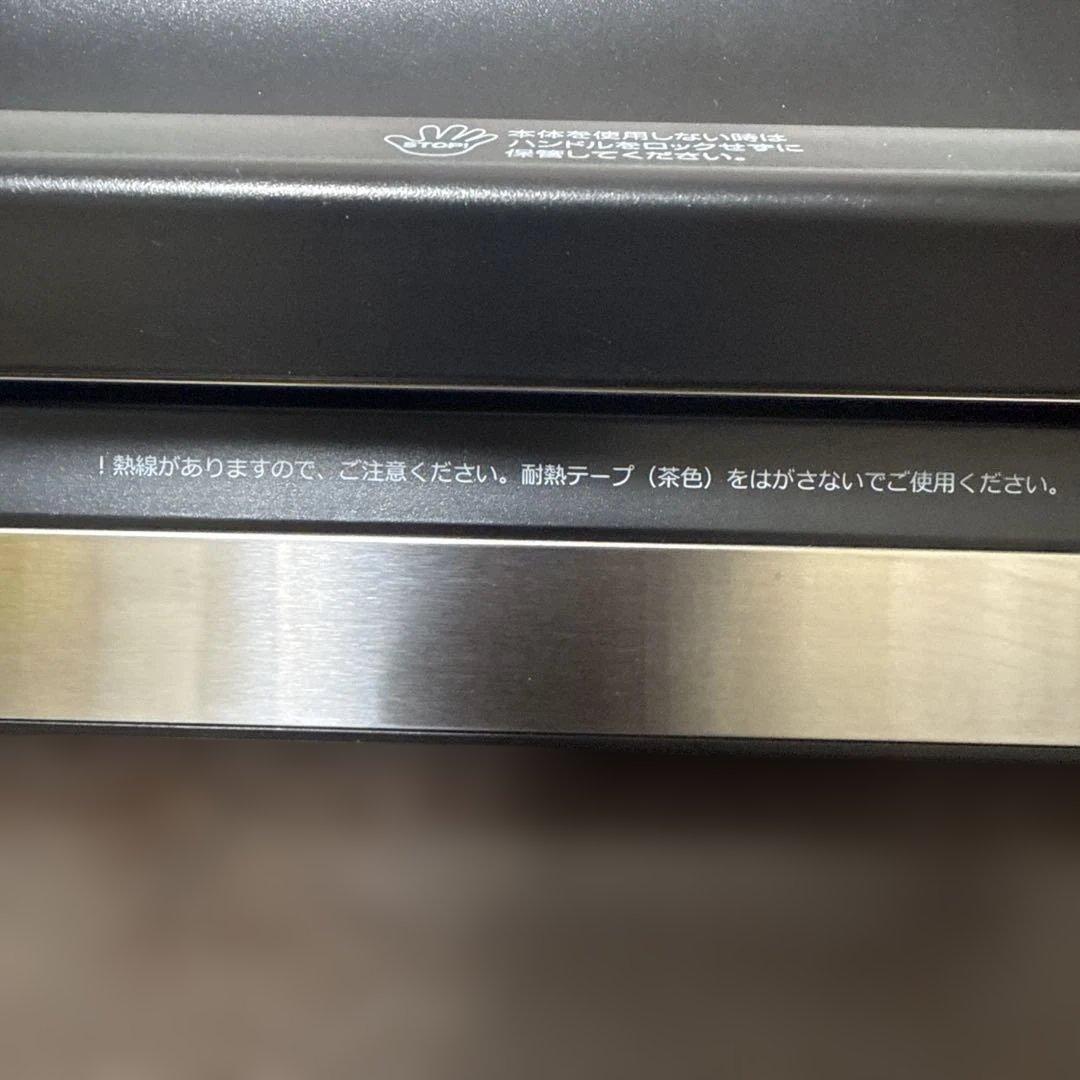 STOP!
本体を使用しない時は
ハンドルをロックせずに
保管してください。
！熱線がありますので、ご注意ください。耐熱テープ（茶色）をはがさないでご使用ください。